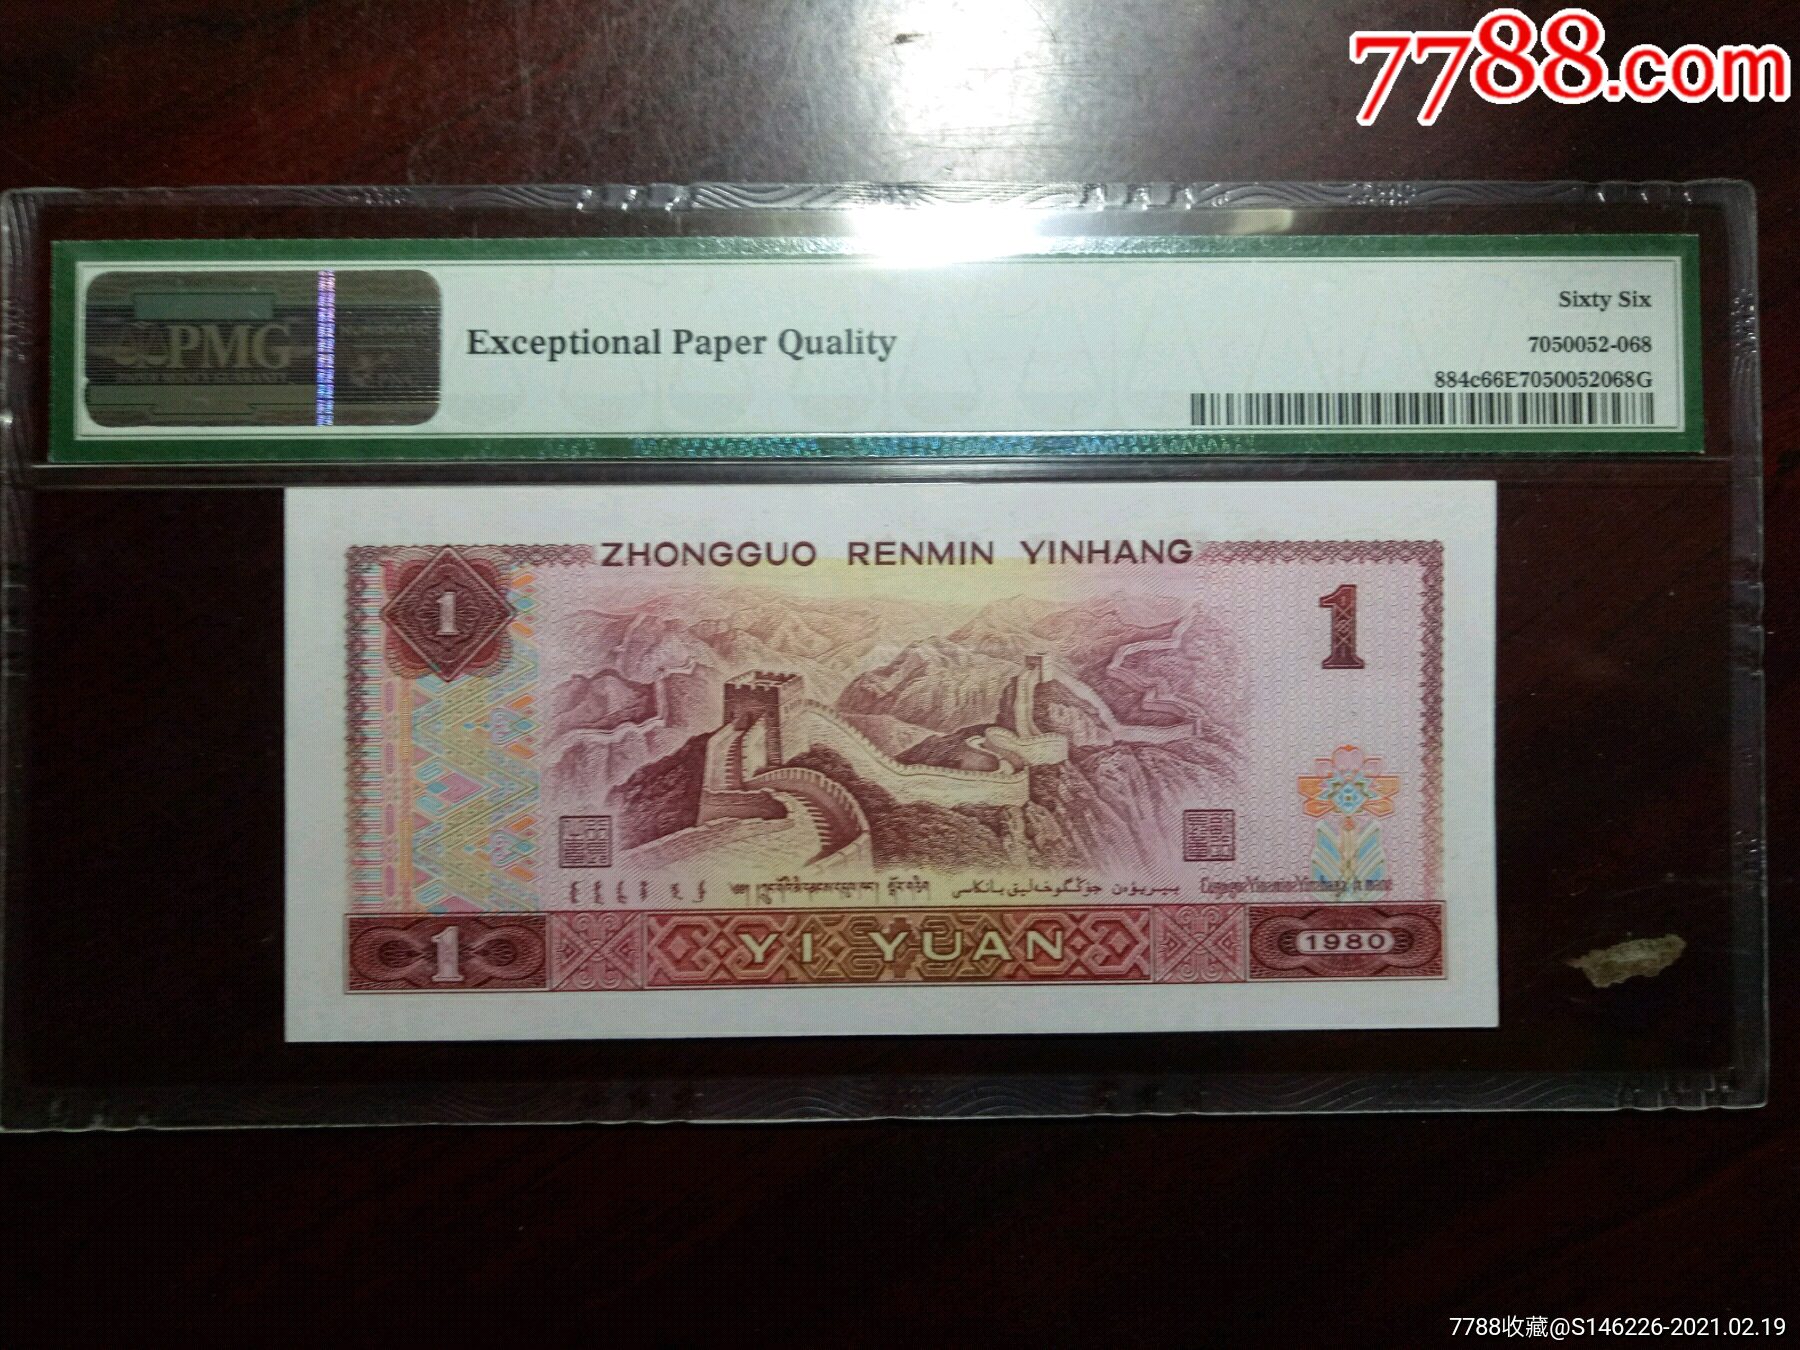 7788.com
PMG
Exceptional Paper Quality
Sixty Six
7050052-068
884c66E7050052068G
ZHONGGUO RENMIN YINHANG
1
1
1 YI YUAN 1980
7788收藏@S146226-2021.02.19